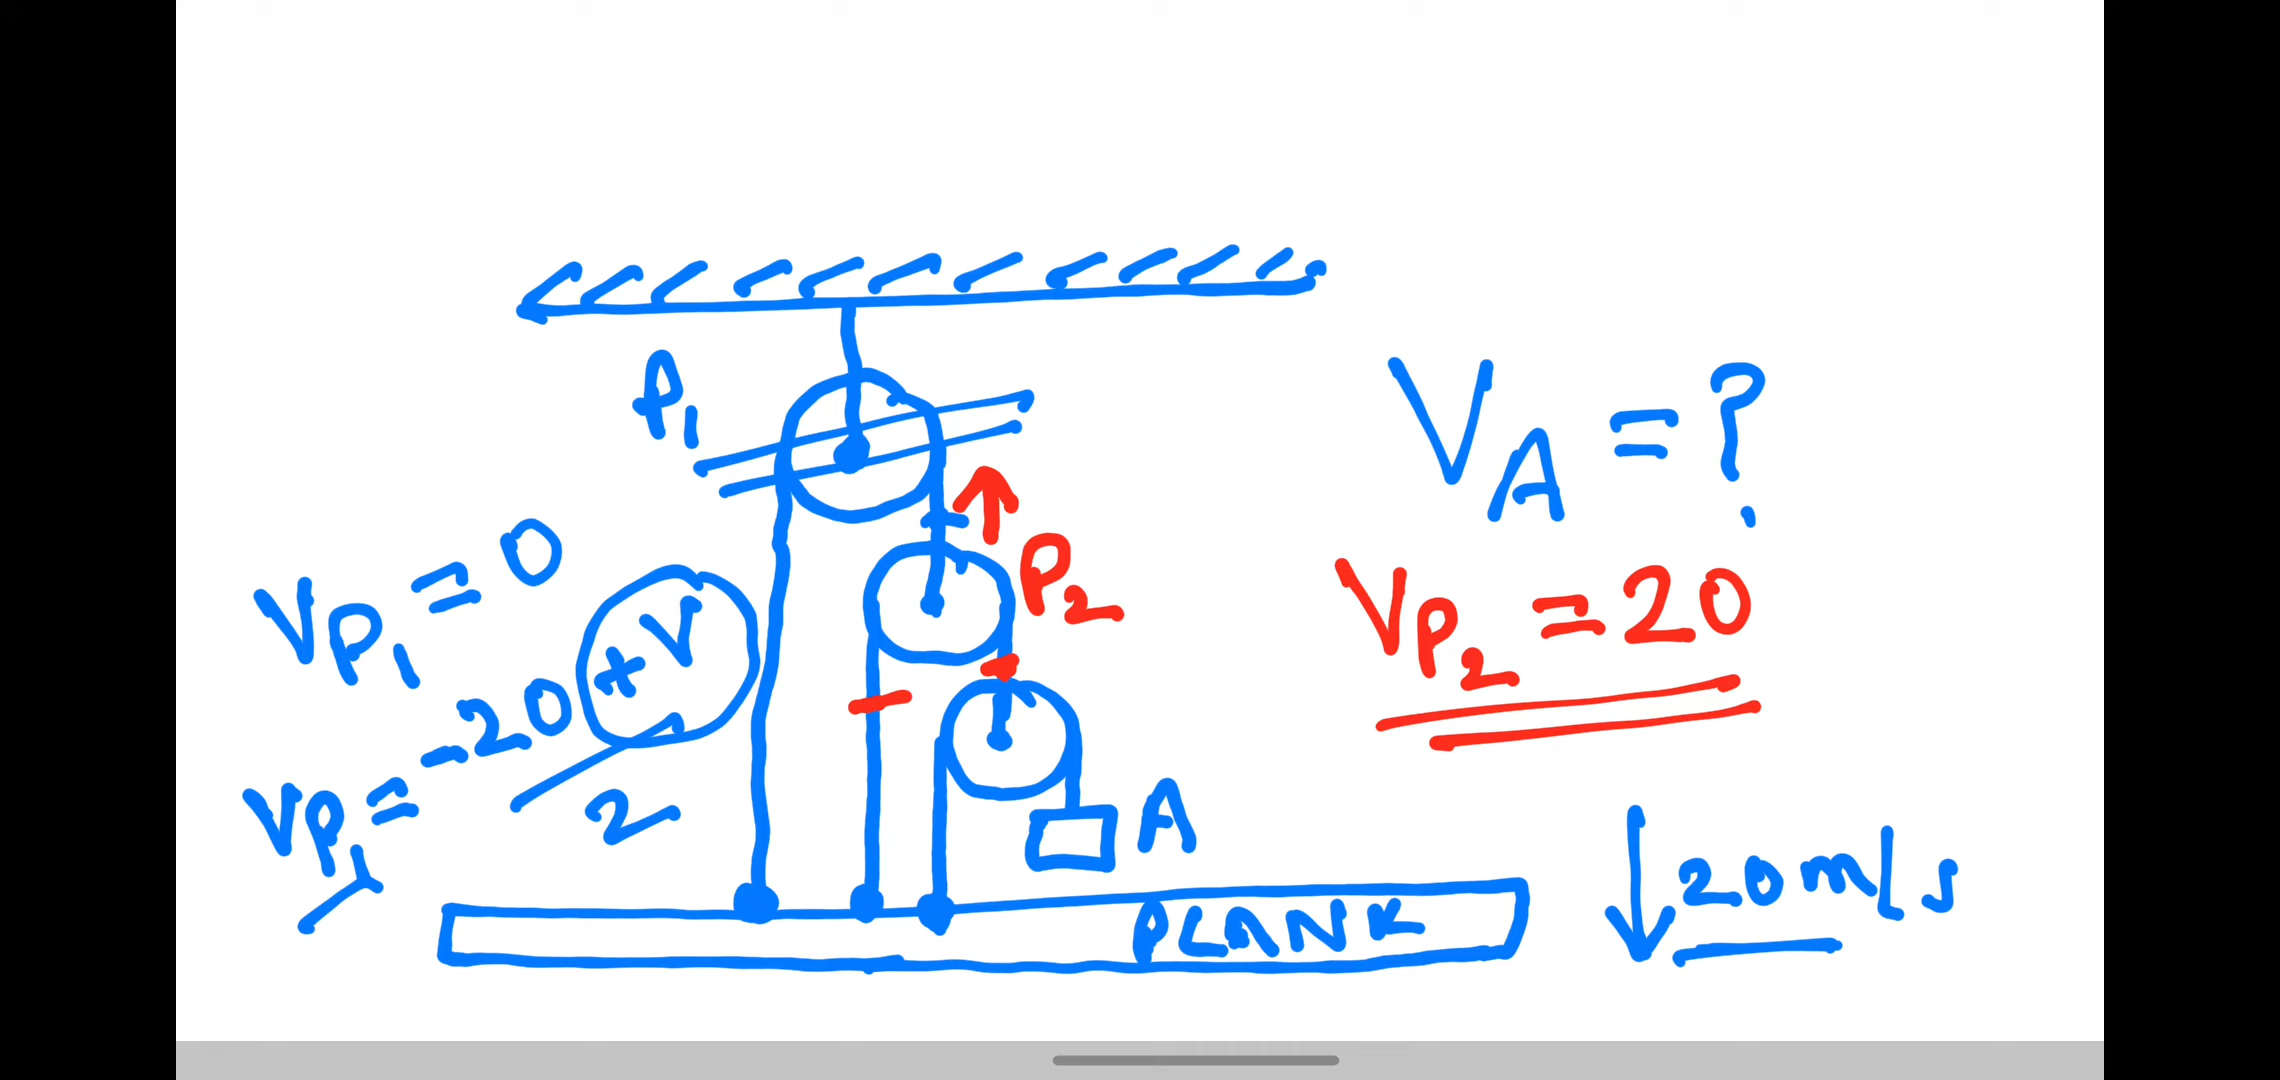 P1
VA = ?
VP1 = 0
P2
VP2 = 20
VP1 = -20 + V / 2
A
20 m/s
PLANK